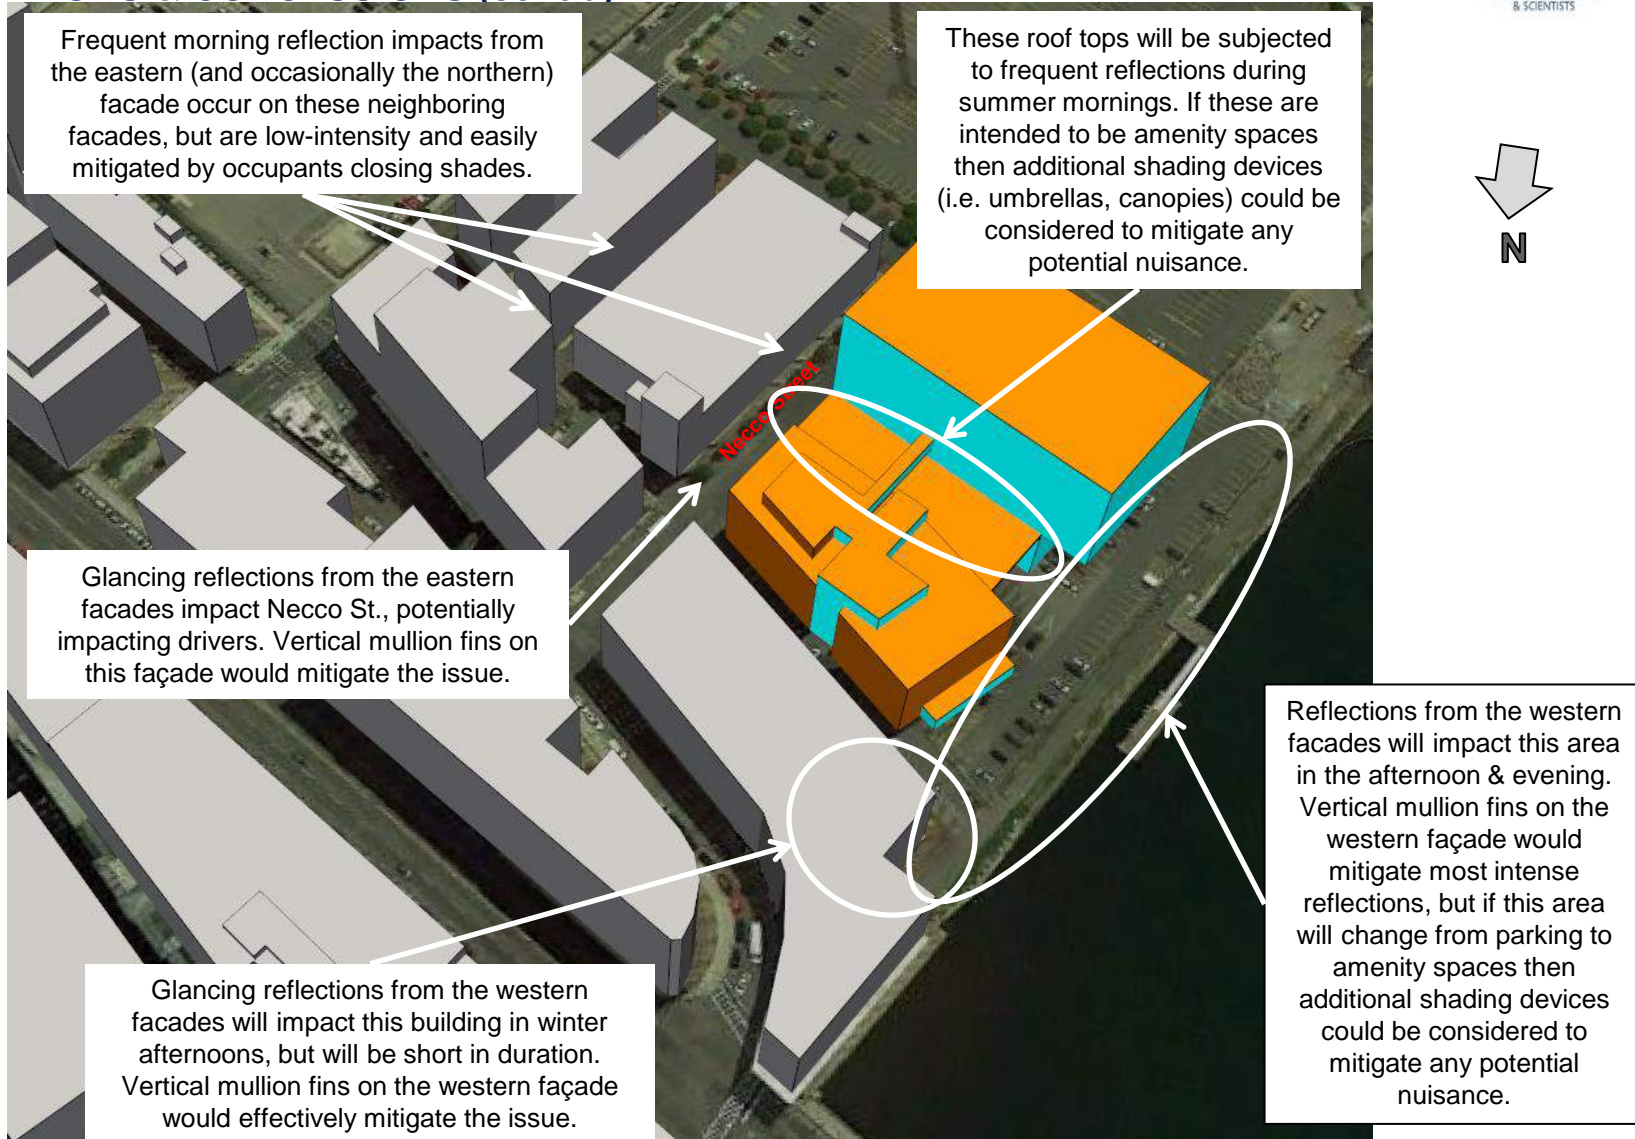 & SCIENTISTS
Frequent morning reflection impacts from
the eastern (and occasionally the northern)
facade occur on these neighboring
facades, but are low-intensity and easily
mitigated by occupants closing shades.
These roof tops will be subjected
to frequent reflections during
summer mornings. If these are
intended to be amenity spaces
then additional shading devices
(i.e. umbrellas, canopies) could be
considered to mitigate any
potential nuisance.
N
Necco Street
Glancing reflections from the eastern
facades impact Necco St., potentially
impacting drivers. Vertical mullion fins on
this façade would mitigate the issue.
Reflections from the western
facades will impact this area
in the afternoon & evening.
Vertical mullion fins on the
western façade would
mitigate most intense
reflections, but if this area
will change from parking to
amenity spaces then
additional shading devices
could be considered to
mitigate any potential
nuisance.
Glancing reflections from the western
facades will impact this building in winter
afternoons, but will be short in duration.
Vertical mullion fins on the western façade
would effectively mitigate the issue.